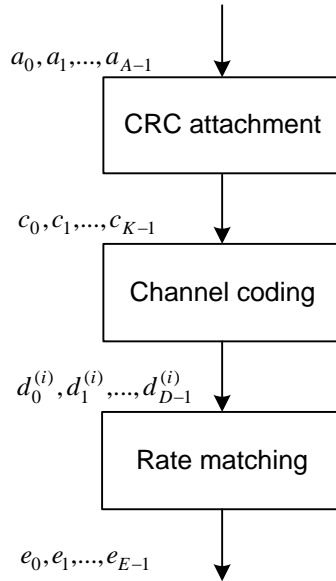 a_0, a_1,..., a_{A-1}
CRC attachment
c_0, c_1,..., c_{K-1}
Channel coding
d_0^{(i)}, d_1^{(i)},..., d_{D-1}^{(i)}
Rate matching
e_0, e_1,..., e_{E-1}